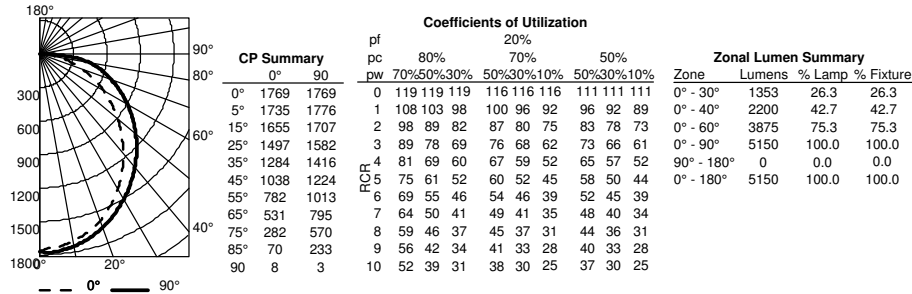 180°
90°
80°
60°
40°
300
600
900
1200
1500
1800
0°
20°
0° 90°
CP Summary
0° 90
0° 1769 1769
5° 1735 1776
15° 1655 1707
25° 1497 1582
35° 1284 1416
45° 1038 1224
55° 782 1013
65° 531 795
75° 282 570
85° 70 233
90 8 3
Coefficients of Utilization
pf 20%
pc 80% 70% 50%
pw 70%50%30% 50%30%10% 50%30%10%
RCR
0 119 119 119 116 116 116 111 111 111
1 108 103 98 100 96 92 96 92 89
2 98 89 82 87 80 75 83 78 73
3 89 78 69 76 68 62 73 66 61
4 81 69 60 67 59 52 65 57 52
5 75 61 52 60 52 45 58 50 44
6 69 55 46 54 46 39 52 45 39
7 64 50 41 49 41 35 48 40 34
8 59 46 37 45 37 31 44 36 31
9 56 42 34 41 33 28 40 33 28
10 52 39 31 38 30 25 37 30 25
Zonal Lumen Summary
Zone Lumens % Lamp % Fixture
0° - 30° 1353 26.3 26.3
0° - 40° 2200 42.7 42.7
0° - 60° 3875 75.3 75.3
0° - 90° 5150 100.0 100.0
90° - 180° 0 0.0 0.0
0° - 180° 5150 100.0 100.0